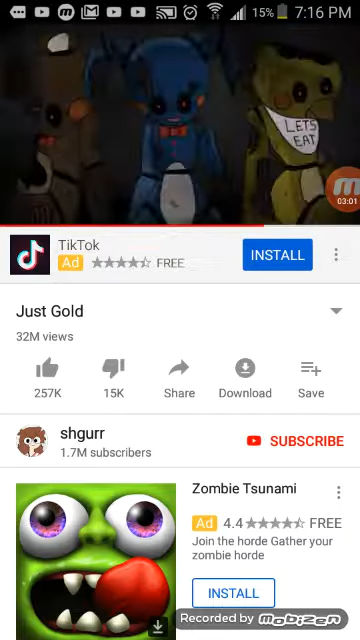 15% 7:16 PM
LETS
EAT
03:01
TikTok
Ad FREE
INSTALL
Just Gold
32M views
257K 15K Share Download Save
shgurr
1.7M subscribers
SUBSCRIBE
Zombie Tsunami
Ad 4.4 FREE
Join the horde Gather your
zombie horde
INSTALL
Recorded by mobizen